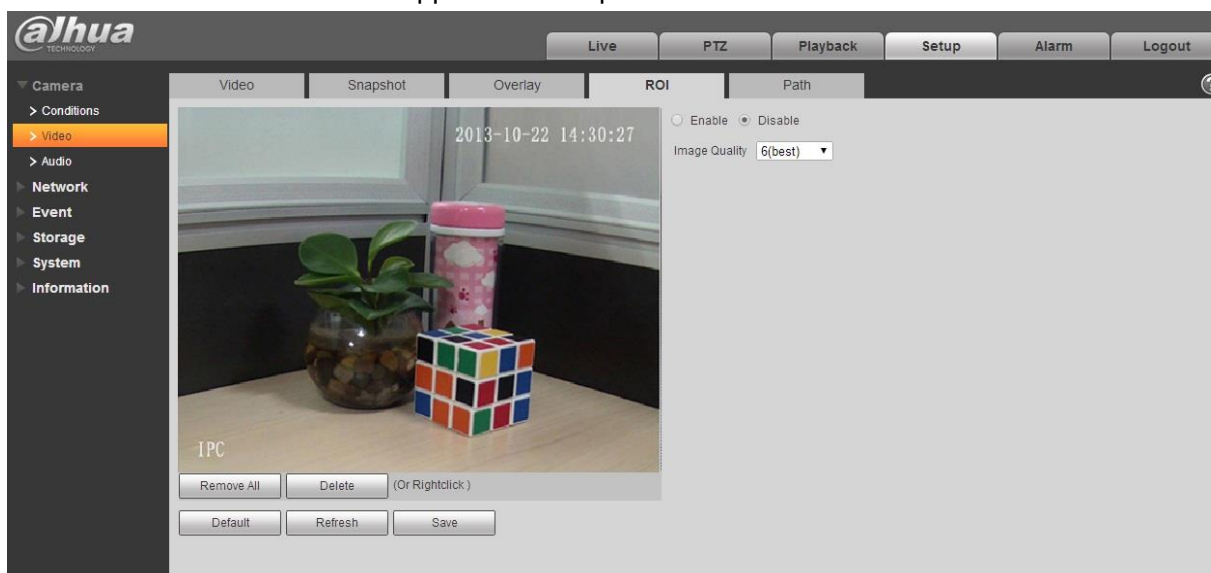 alhua
TECHNOLOGY
Live PTZ Playback Setup Alarm Logout
Camera
Conditions
Video
Audio
Network
Event
Storage
System
Information
Video Snapshot Overlay ROI Path
2013-10-22 14:30:27
IPC
Enable Disable
Image Quality 6(best)
Remove All Delete (Or Rightclick )
Default Refresh Save